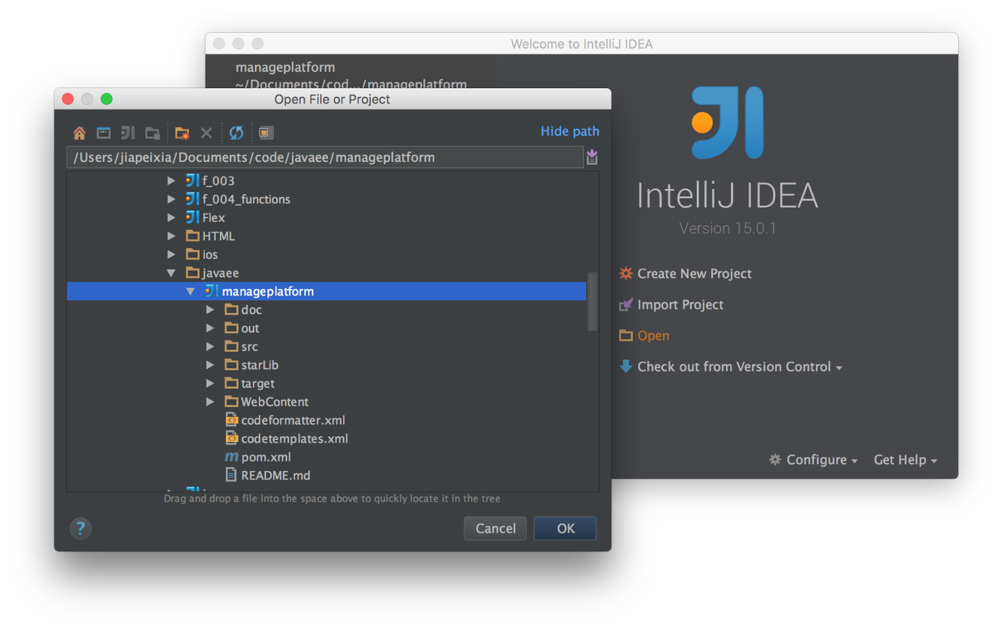 Welcome to IntelliJ IDEA
manageplatform
~/Documents/cod.../manageplatform
Open File or Project
Hide path
/Users/jiapeixia/Documents/code/javaee/manageplatform
f_003
f_004_functions
Flex
HTML
ios
javaee
manageplatform
doc
out
src
starLib
target
WebContent
codeformatter.xml
codetemplates.xml
pom.xml
README.md
Drag and drop a file into the space above to quickly locate it in the tree
?
Cancel
OK
IntelliJ IDEA
Version 15.0.1
Create New Project
Import Project
Open
Check out from Version Control
Configure
Get Help